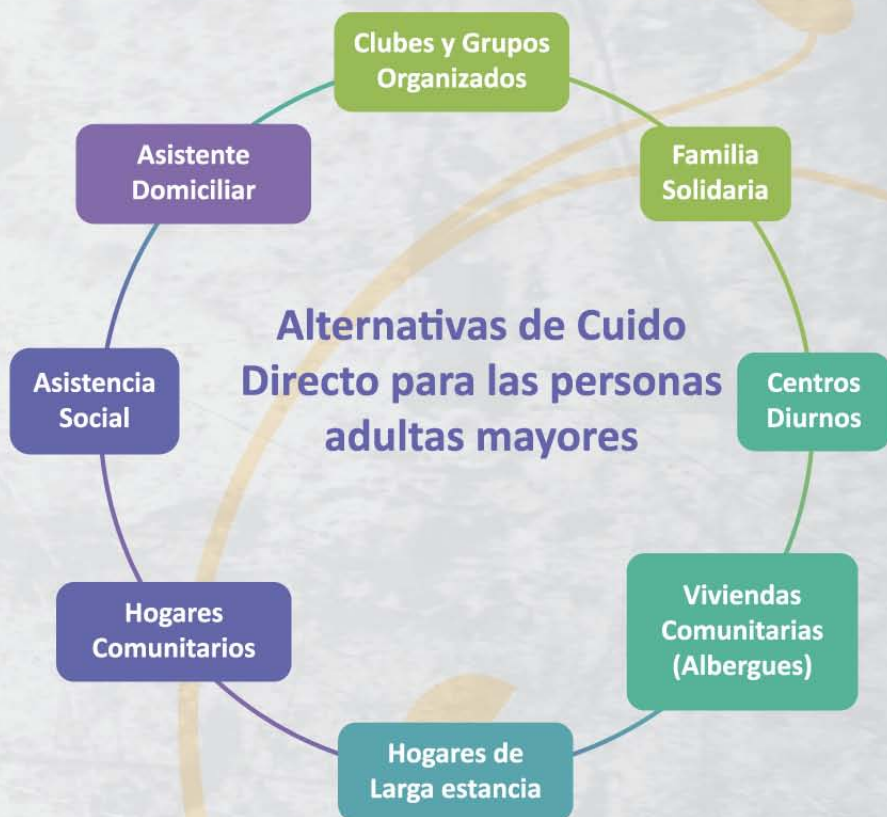 Clubes y Grupos
Organizados
Familia
Solidaria
Centros
Diurnos
Viviendas
Comunitarias
(Albergues)
Hogares de
Larga estancia
Hogares
Comunitarios
Asistencia
Social
Asistente
Domiciliar
Alternativas de Cuido
Directo para las personas
adultas mayores